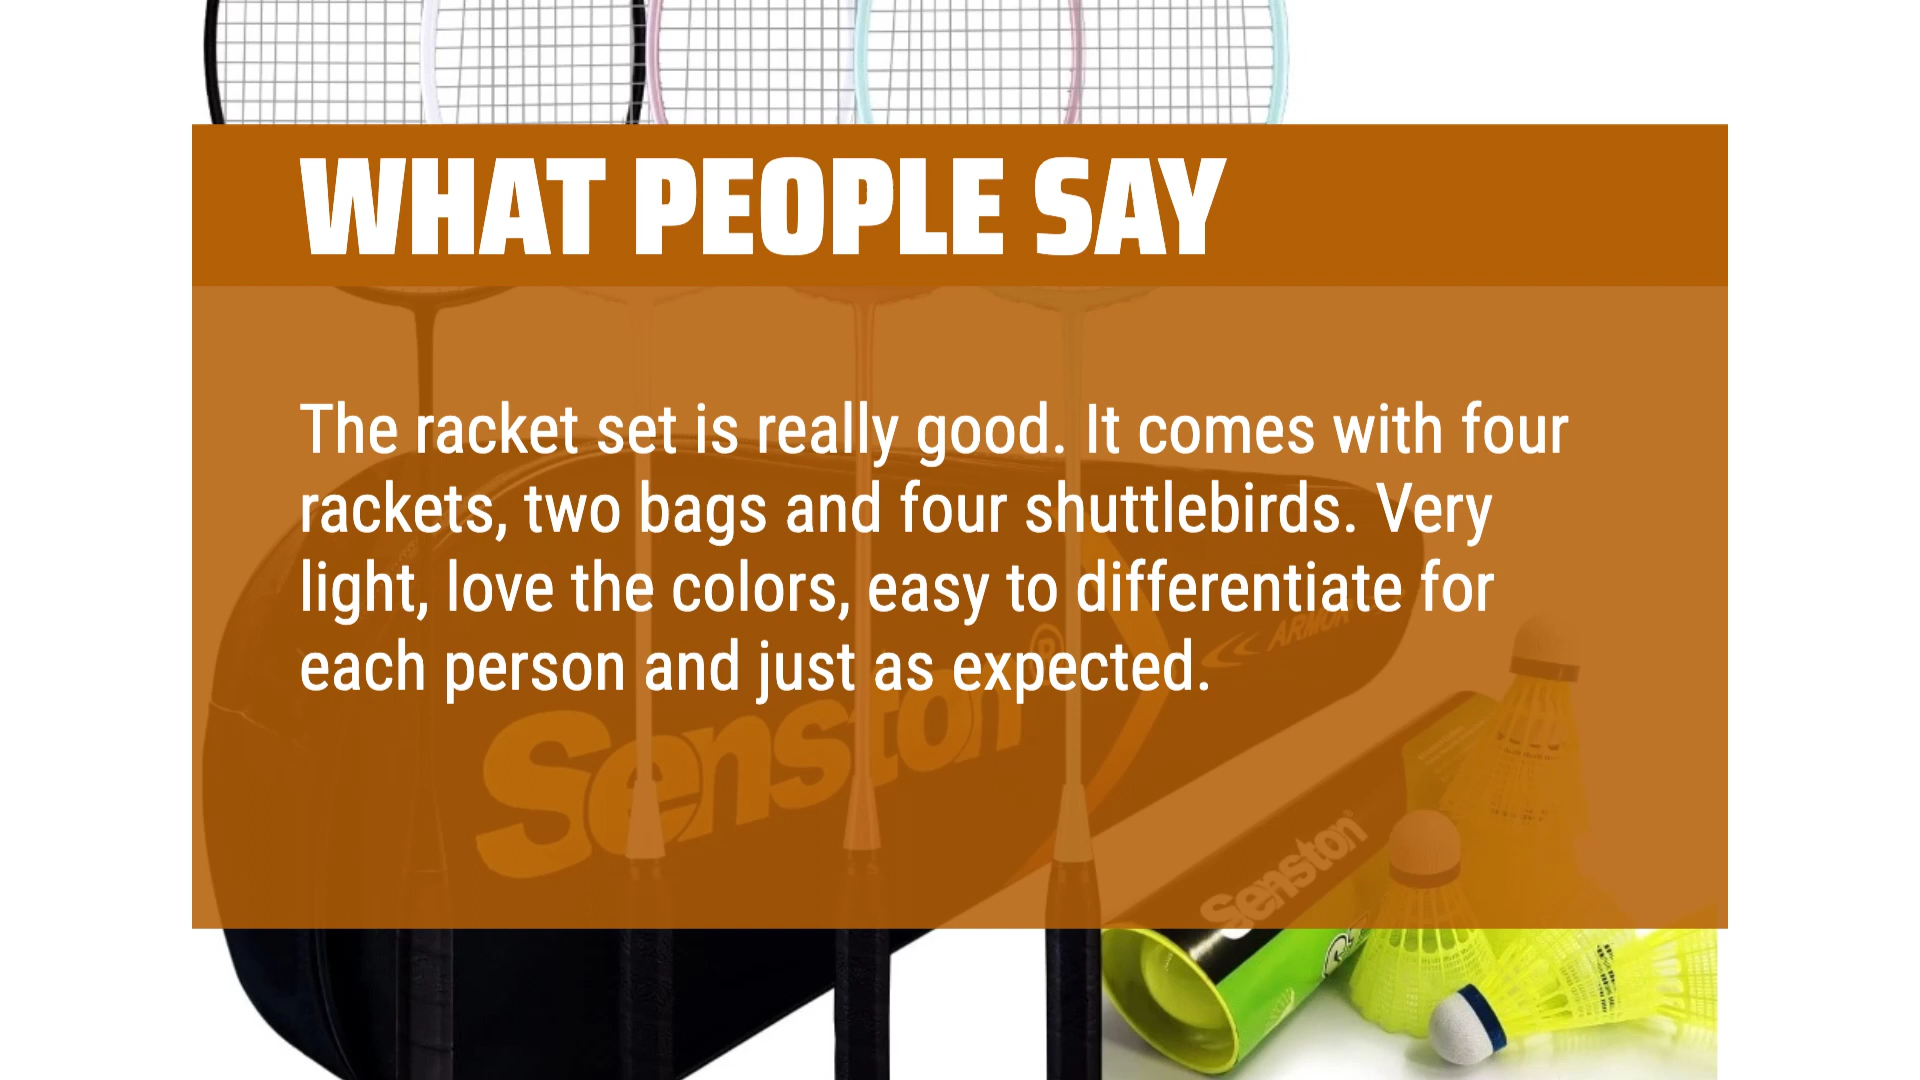 WHAT PEOPLE SAY
The racket set is really good. It comes with four
rackets, two bags and four shuttlebirds. Very
light, love the colors, easy to differentiate for
each person and just as expected.
ARMOR
Senston®
Senston